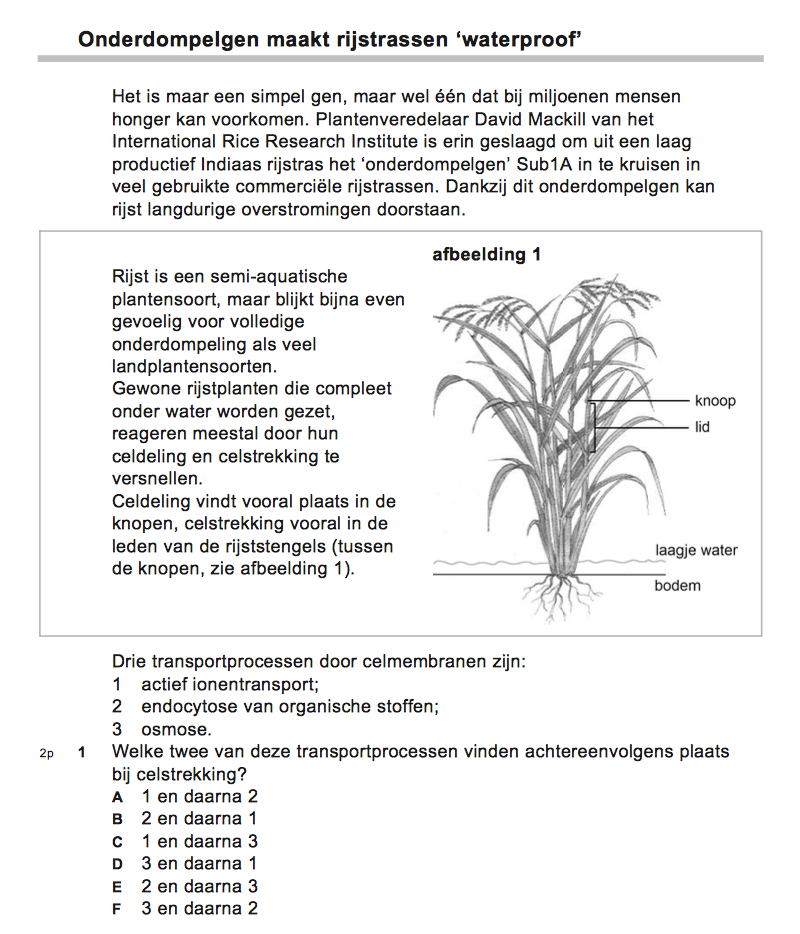 Onderdompelgen maakt rijstrassen ‘waterproof’
Het is maar een simpel gen, maar wel één dat bij miljoenen mensen
honger kan voorkomen. Plantenveredelaar David Mackill van het
International Rice Research Institute is erin geslaagd om uit een laag
productief Indiaas rijstras het ‘onderdompelgen’ Sub1A in te kruisen in
veel gebruikte commerciële rijstrassen. Dankzij dit onderdompelgen kan
rijst langdurige overstromingen doorstaan.
Rijst is een semi-aquatische
plantensoort, maar blijkt bijna even
gevoelig voor volledige
onderdompeling als veel
landplantensoorten.
Gewone rijstplanten die compleet
onder water worden gezet,
reageren meestal door hun
celdeling en celstrekking te
versnellen.
Celdeling vindt vooral plaats in de
knopen, celstrekking vooral in de
leden van de rijststengels (tussen
de knopen, zie afbeelding 1).
afbeelding 1
knoop
lid
laagje water
bodem
Drie transportprocessen door celmembranen zijn:
1 actief ionentransport;
2 endocytose van organische stoffen;
3 osmose.
2p 1 Welke twee van deze transportprocessen vinden achtereenvolgens plaats
bij celstrekking?
A 1 en daarna 2
B 2 en daarna 1
C 1 en daarna 3
D 3 en daarna 1
E 2 en daarna 3
F 3 en daarna 2